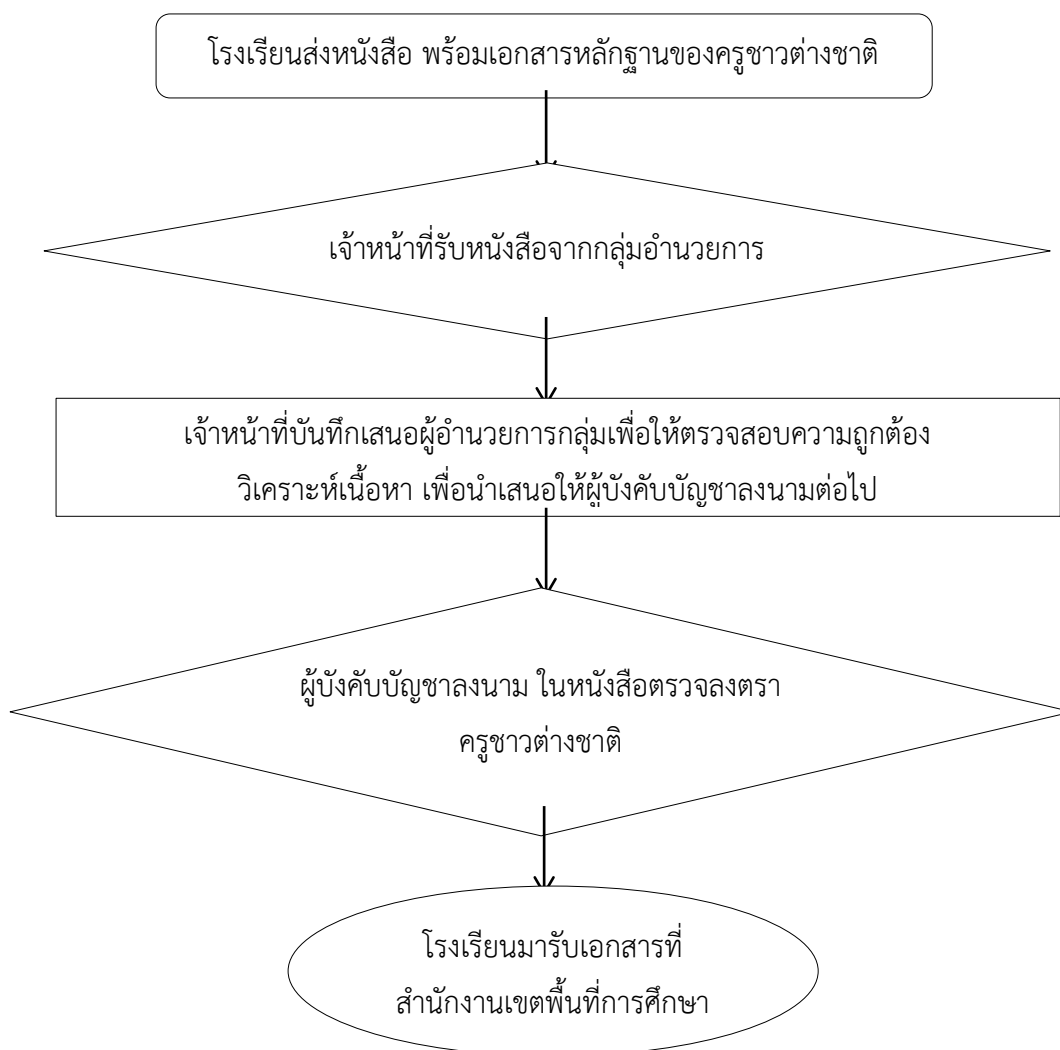 โรงเรียนส่งหนังสือ พร้อมเอกสารหลักฐานของครูชาวต่างชาติ
เจ้าหน้าที่รับหนังสือจากกลุ่มอำนวยการ
เจ้าหน้าที่บันทึกเสนอผู้อำนวยการกลุ่มเพื่อให้ตรวจสอบความถูกต้อง
วิเคราะห์เนื้อหา เพื่อนำเสนอให้ผู้บังคับบัญชาลงนามต่อไป
ผู้บังคับบัญชาลงนาม ในหนังสือตรวจลงตรา
ครูชาวต่างชาติ
โรงเรียนมารับเอกสารที่
สำนักงานเขตพื้นที่การศึกษา